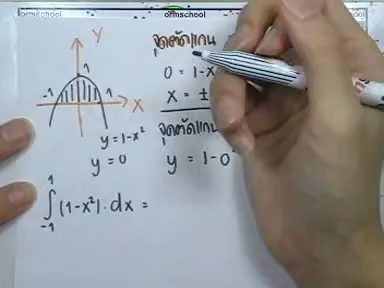 ormschool
Y
จุดตัดแกน
1
0 = 1-x
-1 1 X
x = ±
y = 1-x²
จุดตัดแกน
y = 0
y = 1-0
1
∫ (1-x²)·dx =
-1